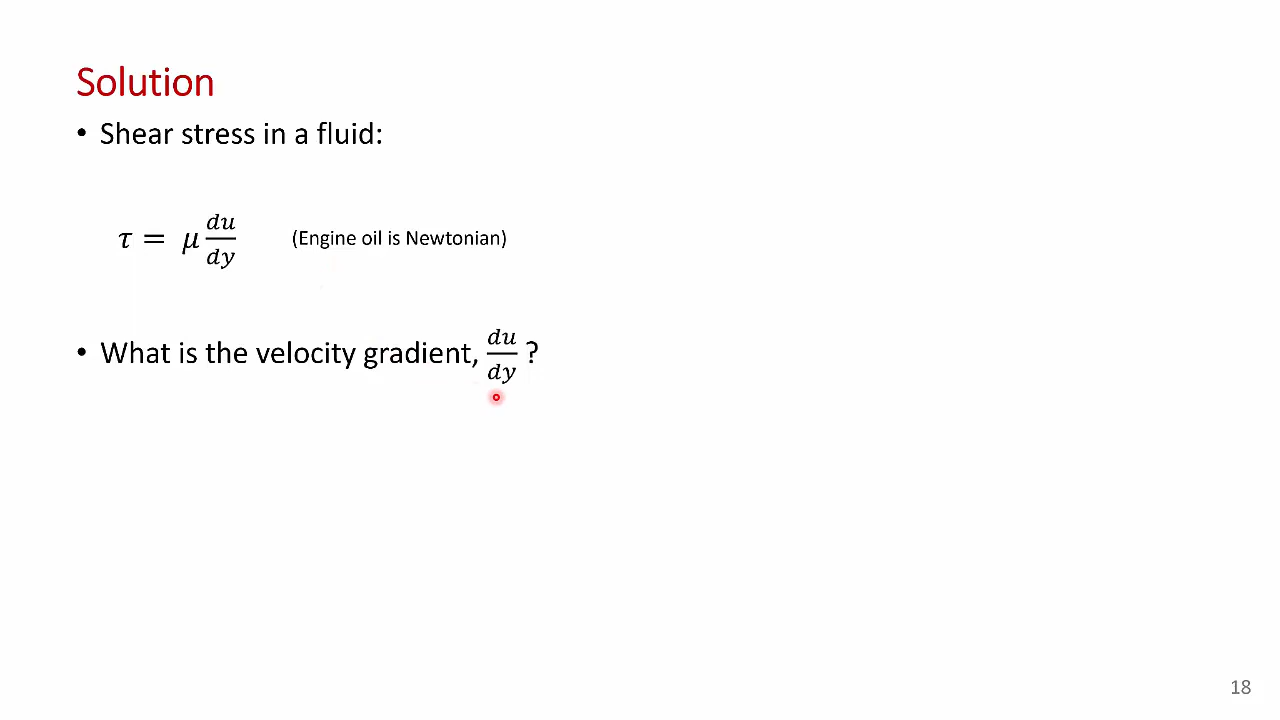 Solution
• Shear stress in a fluid:
τ = μ du/dy (Engine oil is Newtonian)
• What is the velocity gradient, du/dy ?
18